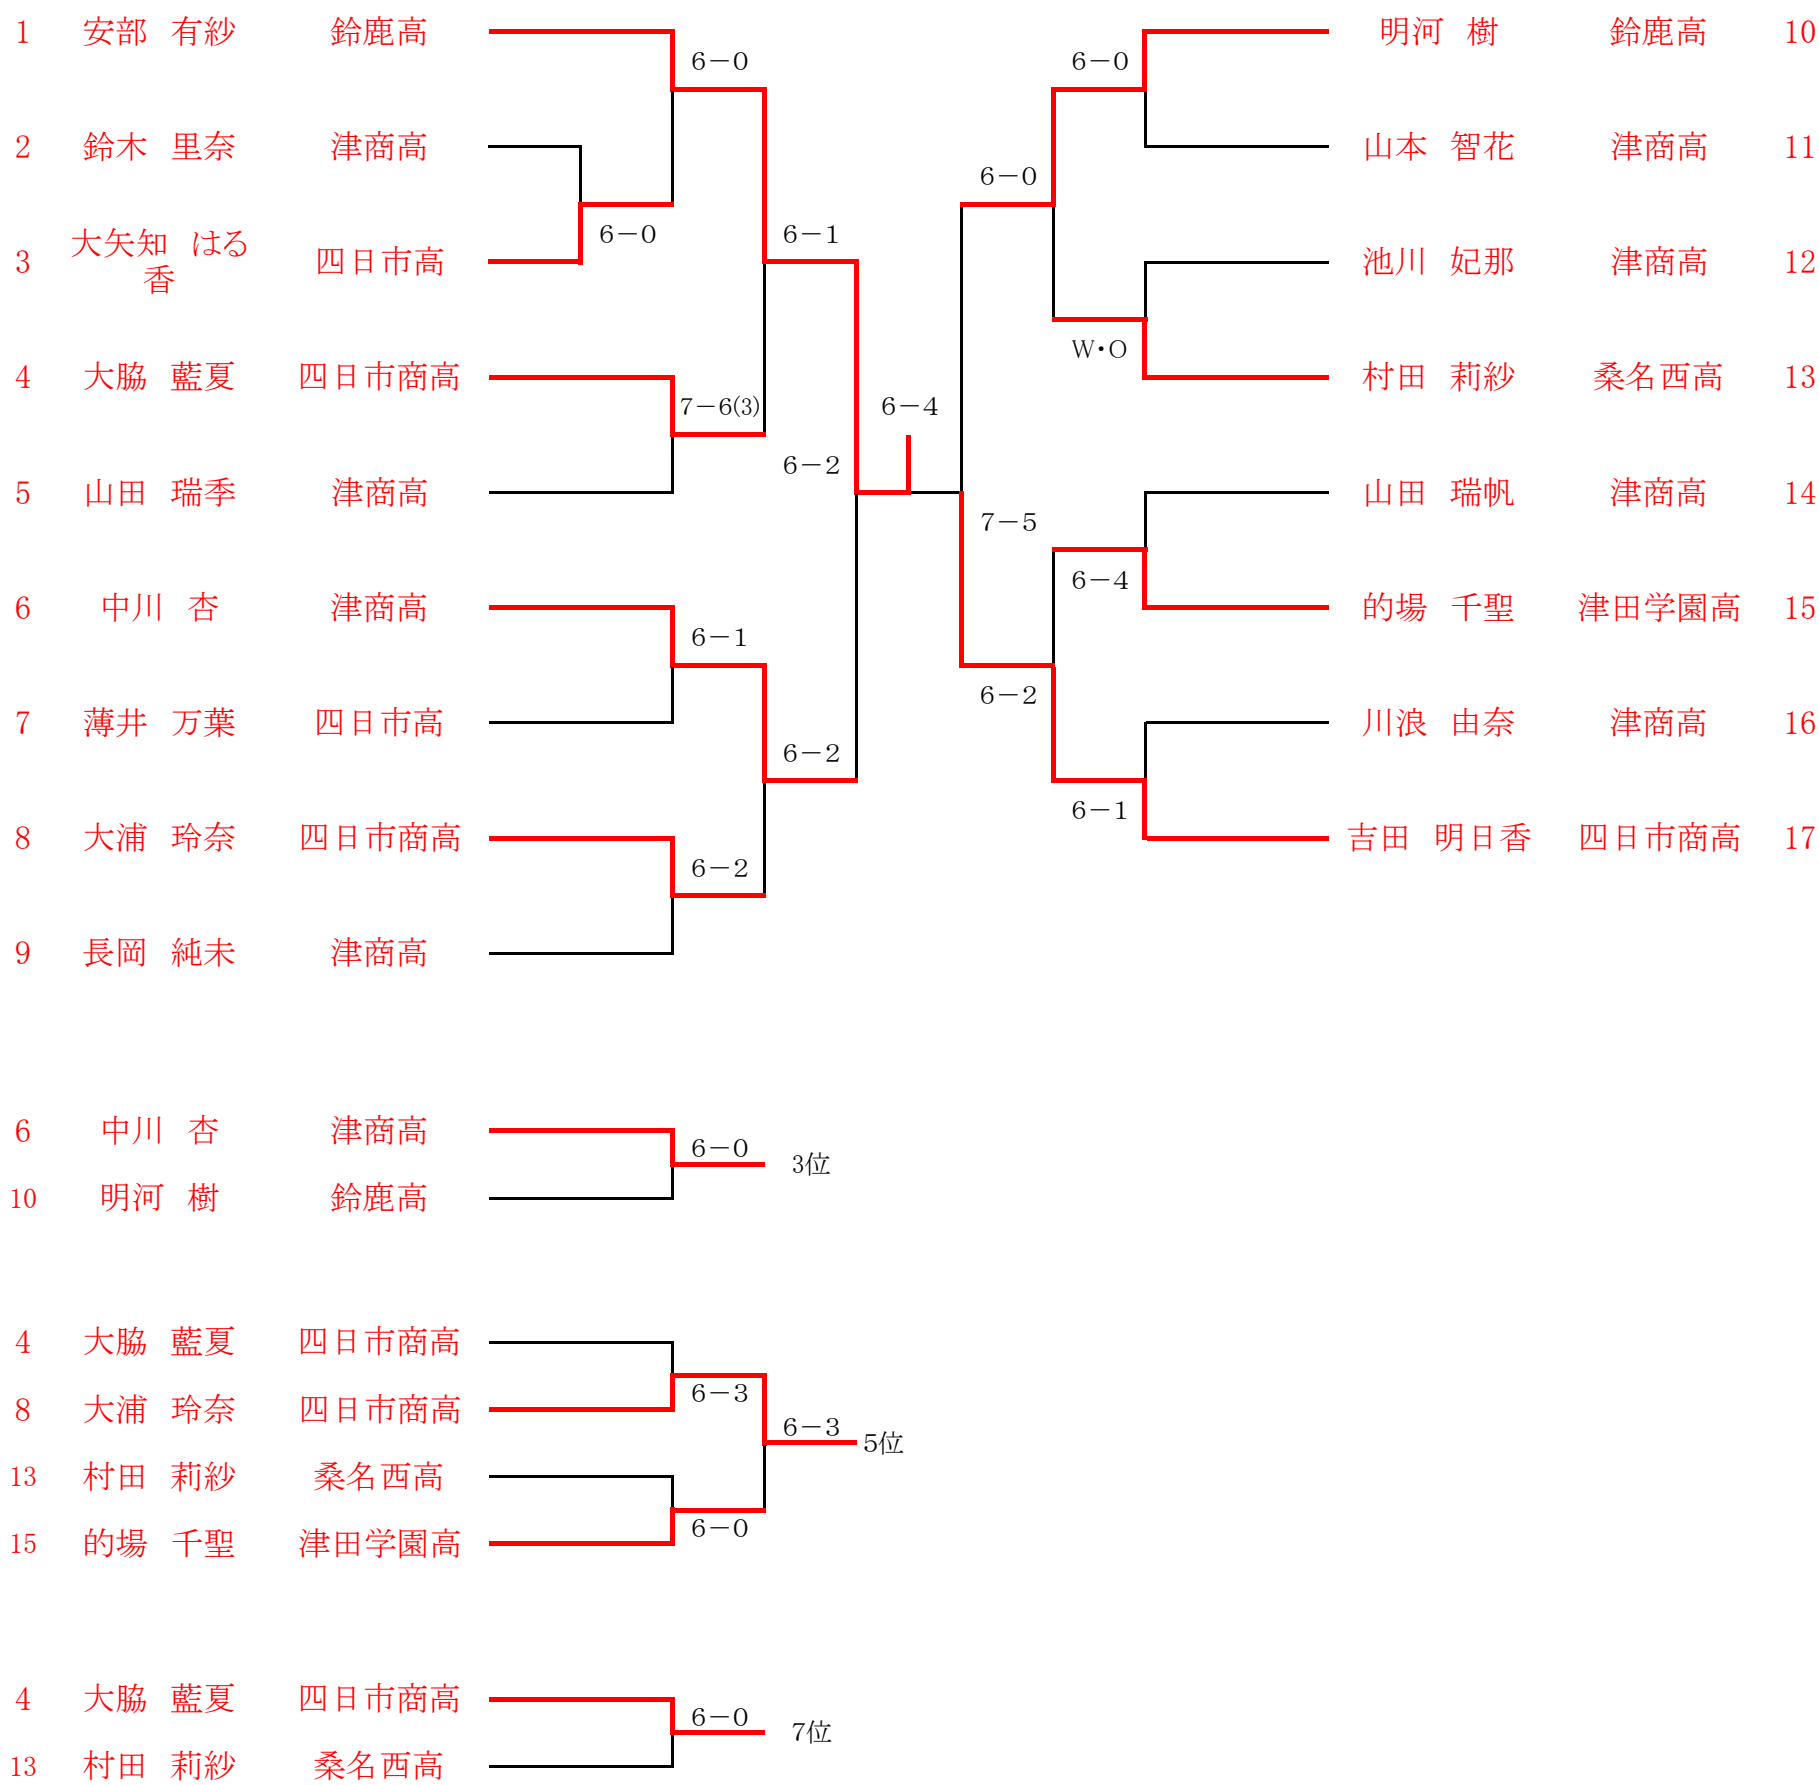 1 安部 有紗 鈴鹿高
2 鈴木 里奈 津商高
3 大矢知 はる
香 四日市高
4 大脇 藍夏 四日市商高
5 山田 瑞季 津商高
6 中川 杏 津商高
7 薄井 万葉 四日市高
8 大浦 玲奈 四日市商高
9 長岡 純未 津商高
6－0
6－0
6－1
7－6(3)
6－2
6－1
6－2
6－2
6－4
6－0
6－0
W・O
7－5
6－4
6－2
6－1
明河 樹 鈴鹿高 10
山本 智花 津商高 11
池川 妃那 津商高 12
村田 莉紗 桑名西高 13
山田 瑞帆 津商高 14
的場 千聖 津田学園高 15
川浪 由奈 津商高 16
吉田 明日香 四日市商高 17
6 中川 杏 津商高
6－0 3位
10 明河 樹 鈴鹿高
4 大脇 藍夏 四日市商高
6－3
8 大浦 玲奈 四日市商高
6－3 5位
13 村田 莉紗 桑名西高
6－0
15 的場 千聖 津田学園高
4 大脇 藍夏 四日市商高
6－0 7位
13 村田 莉紗 桑名西高